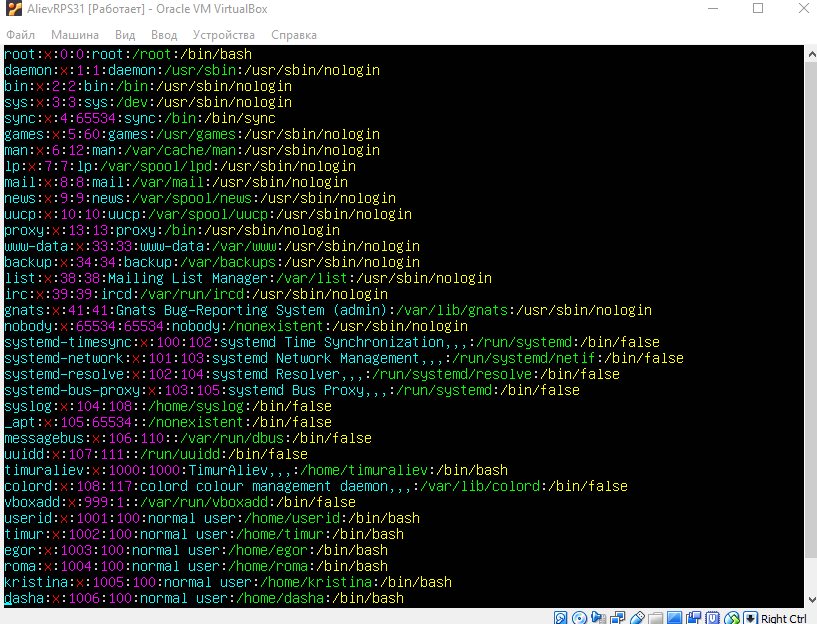 AlievRPS31 [Работает] - Oracle VM VirtualBox
Файл Машина Вид Ввод Устройства Справка
root:x:0:0:root:/root:/bin/bash
daemon:x:1:1:daemon:/usr/sbin:/usr/sbin/nologin
bin:x:2:2:bin:/bin:/usr/sbin/nologin
sys:x:3:3:sys:/dev:/usr/sbin/nologin
sync:x:4:65534:sync:/bin:/bin/sync
games:x:5:60:games:/usr/games:/usr/sbin/nologin
man:x:6:12:man:/var/cache/man:/usr/sbin/nologin
lp:x:7:7:lp:/var/spool/lpd:/usr/sbin/nologin
mail:x:8:8:mail:/var/mail:/usr/sbin/nologin
news:x:9:9:news:/var/spool/news:/usr/sbin/nologin
uucp:x:10:10:uucp:/var/spool/uucp:/usr/sbin/nologin
proxy:x:13:13:proxy:/bin:/usr/sbin/nologin
www-data:x:33:33:www-data:/var/www:/usr/sbin/nologin
backup:x:34:34:backup:/var/backups:/usr/sbin/nologin
list:x:38:38:Mailing List Manager:/var/list:/usr/sbin/nologin
irc:x:39:39:ircd:/var/run/ircd:/usr/sbin/nologin
gnats:x:41:41:Gnats Bug-Reporting System (admin):/var/lib/gnats:/usr/sbin/nologin
nobody:x:65534:65534:nobody:/nonexistent:/usr/sbin/nologin
systemd-timesync:x:100:102:systemd Time Synchronization,,,:/run/systemd:/bin/false
systemd-network:x:101:103:systemd Network Management,,,:/run/systemd/netif:/bin/false
systemd-resolve:x:102:104:systemd Resolver,,,:/run/systemd/resolve:/bin/false
systemd-bus-proxy:x:103:105:systemd Bus Proxy,,,:/run/systemd:/bin/false
syslog:x:104:108::/home/syslog:/bin/false
_apt:x:105:65534::/nonexistent:/bin/false
messagebus:x:106:110::/var/run/dbus:/bin/false
uuidd:x:107:111::/run/uuidd:/bin/false
timuraliev:x:1000:1000:TimurAliev,,,:/home/timuraliev:/bin/bash
colord:x:108:117:colord colour management daemon,,,:/var/lib/colord:/bin/false
vboxadd:x:999:1::/var/run/vboxadd:/bin/false
userid:x:1001:100:normal user:/home/userid:/bin/bash
timur:x:1002:100:normal user:/home/timur:/bin/bash
egor:x:1003:100:normal user:/home/egor:/bin/bash
roma:x:1004:100:normal user:/home/roma:/bin/bash
kristina:x:1005:100:normal user:/home/kristina:/bin/bash
dasha:x:1006:100:normal user:/home/dasha:/bin/bash
Right Ctrl